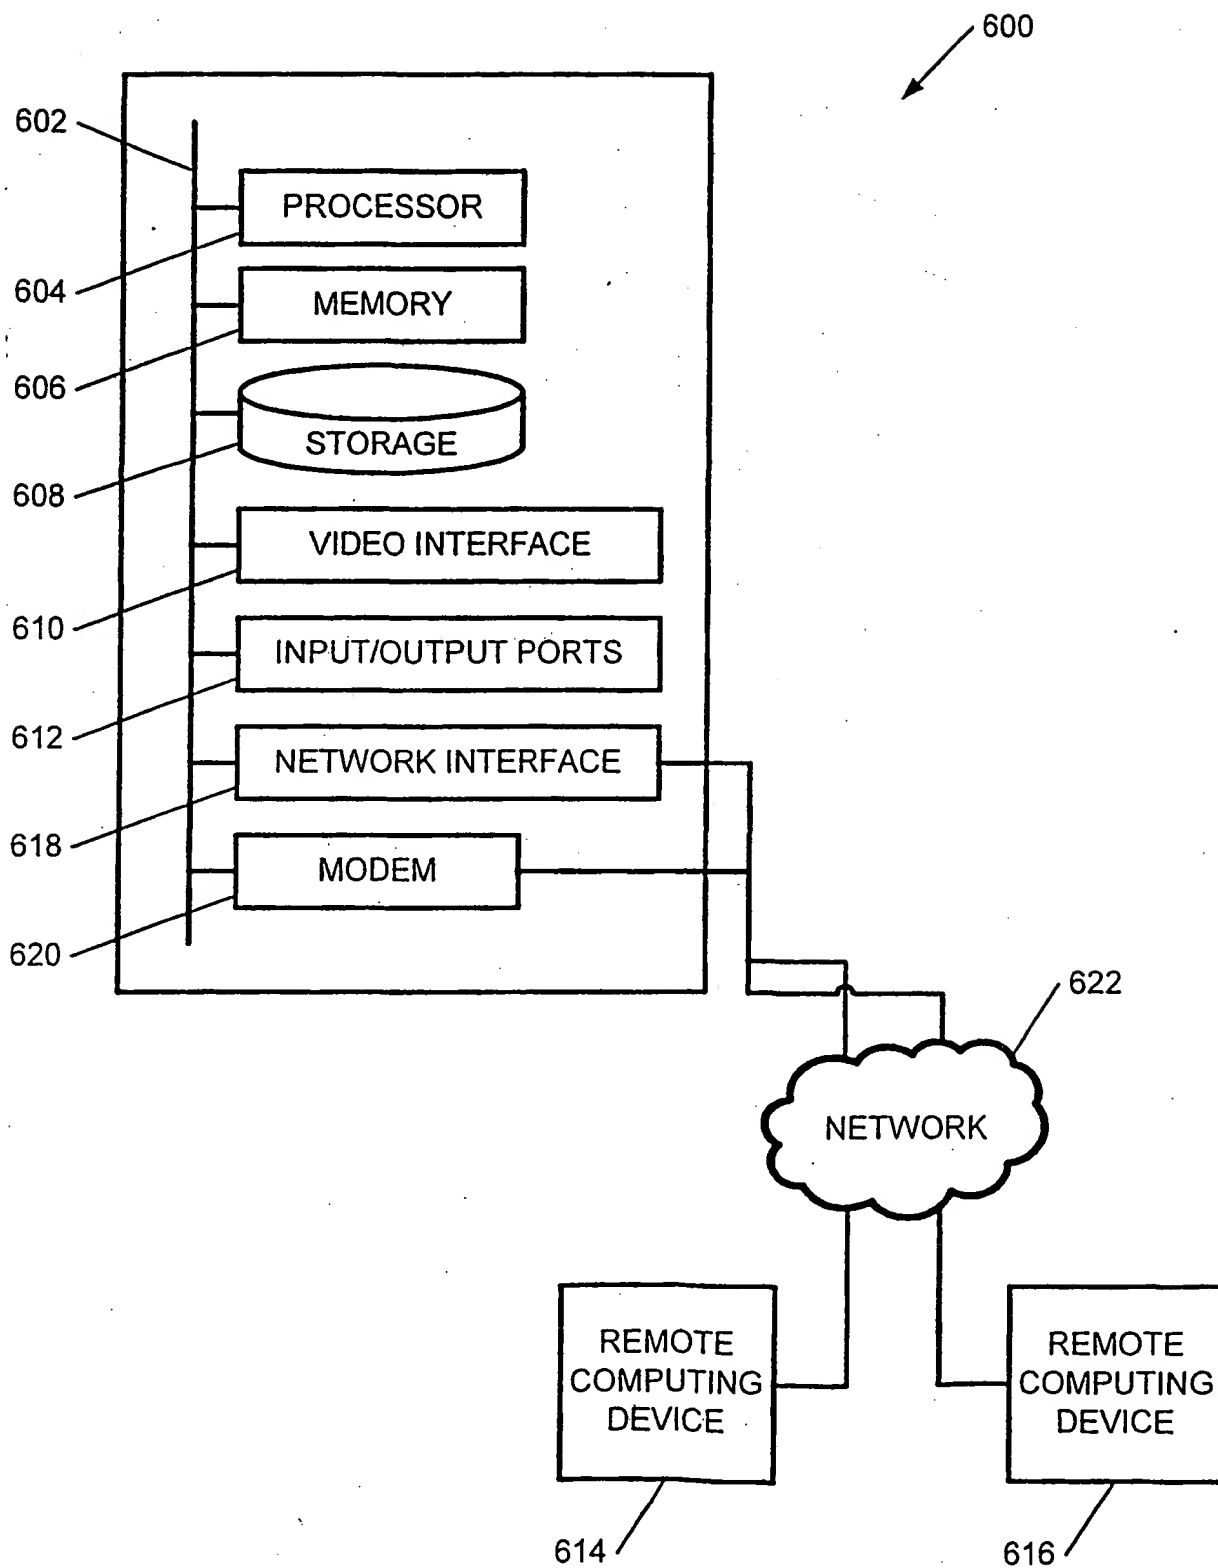 600
602
PROCESSOR
604
MEMORY
606
STORAGE
608
VIDEO INTERFACE
610
INPUT/OUTPUT PORTS
612
NETWORK INTERFACE
618
MODEM
620
622
NETWORK
REMOTE
COMPUTING
DEVICE
614
REMOTE
COMPUTING
DEVICE
616